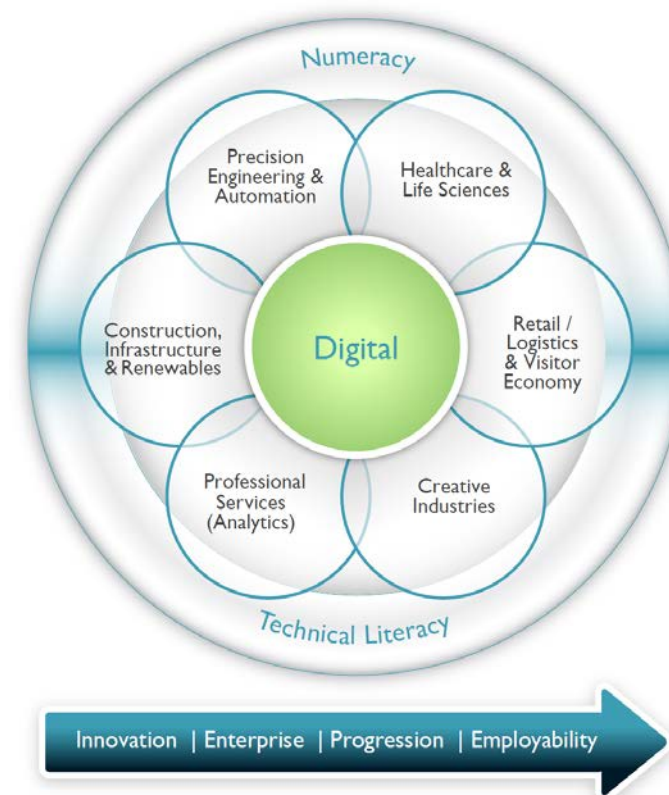 Numeracy
Precision
Engineering &
Automation
Healthcare &
Life Sciences
Construction,
Infrastructure
& Renewables
Digital
Retail /
Logistics
& Visitor
Economy
Professional
Services
(Analytics)
Creative
Industries
Technical Literacy
Innovation | Enterprise | Progression | Employability